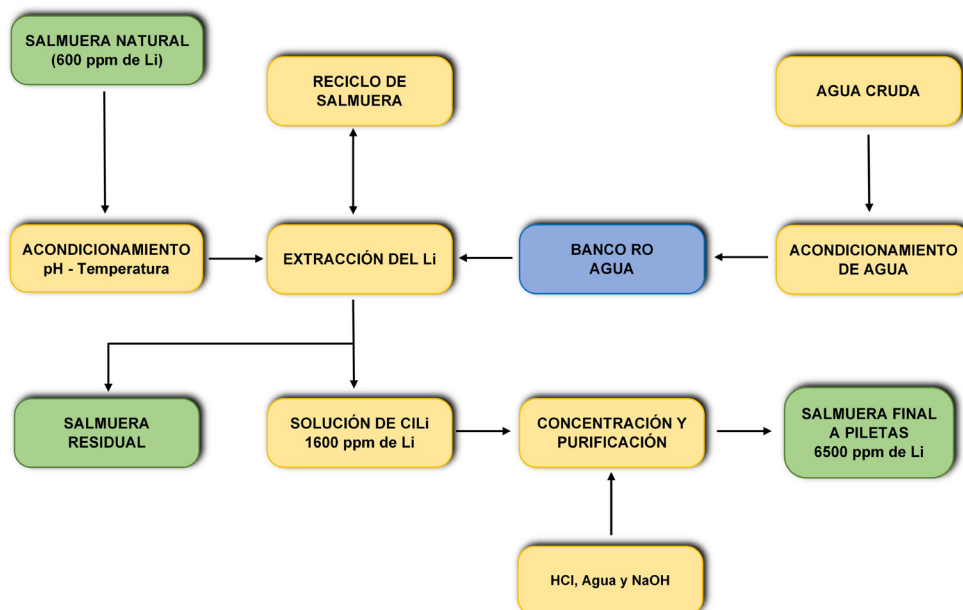 SALMUERA NATURAL
(600 ppm de Li)
RECICLO DE
SALMUERA
AGUA CRUDA
ACONDICIONAMIENTO
pH - Temperatura
EXTRACCIÓN DEL Li
BANCO RO
AGUA
ACONDICIONAMIENTO
DE AGUA
SALMUERA
RESIDUAL
SOLUCIÓN DE ClLi
1600 ppm de Li
CONCENTRACIÓN Y
PURIFICACIÓN
SALMUERA FINAL
A PILETAS
6500 ppm de Li
HCl, Agua y NaOH